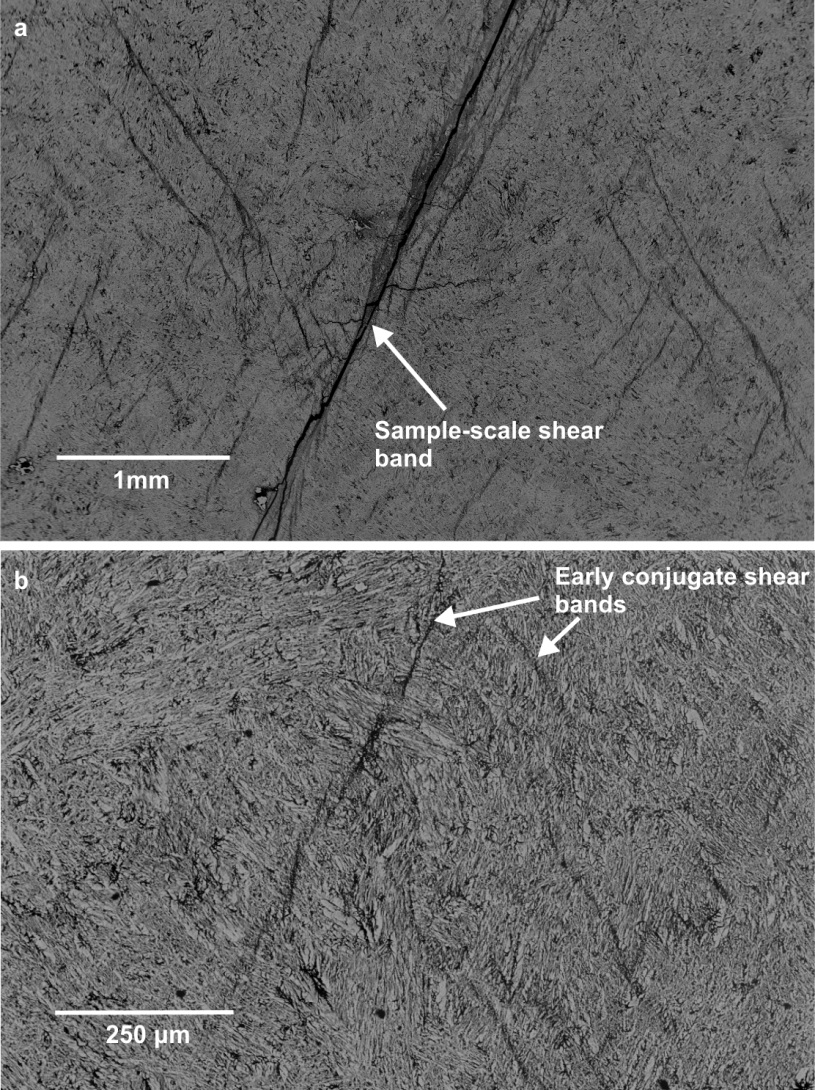 a
Sample-scale shear
band
1mm
b
Early conjugate shear
bands
250 µm